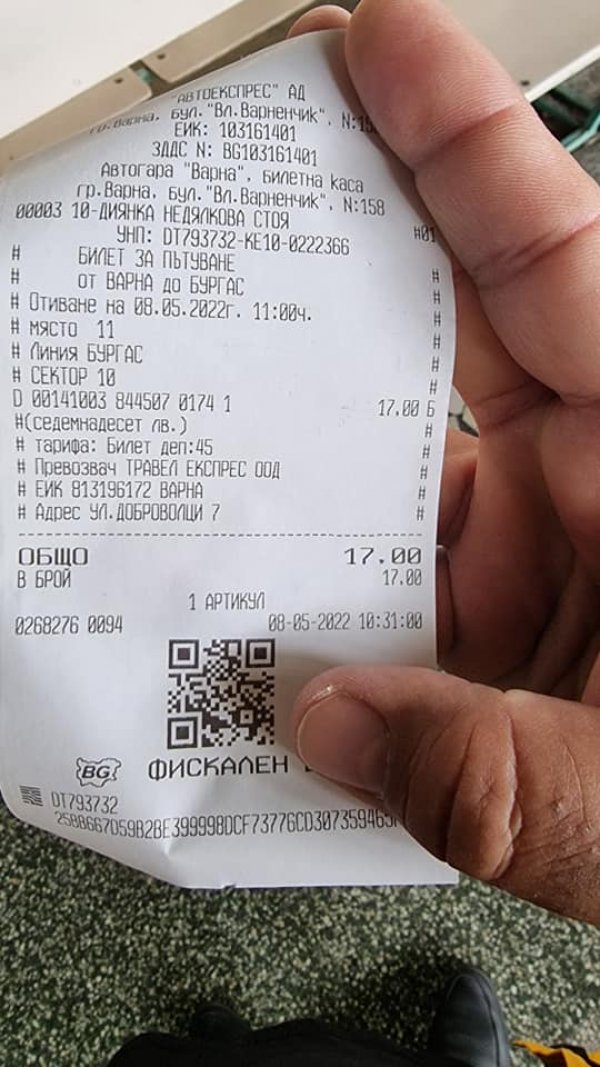 "АВТОЕКСПРЕС" АД
гр.Варна, бул. "Вл.Варненчик", N:15
ЕИК: 103161401
ЗДДС N: BG103161401
Автогара "Варна", билетна каса
гр.Варна, бул. "Вл.Варненчик", N:158
00003 10-ДИЯНКА НЕДЯЛКОВА СТОЯ #01
УНП: DT793732-KE10-0222366
# БИЛЕТ ЗА ПЪТУВАНЕ #
# ОТ ВАРНА до БУРГАС #
# Отиване на 08.05.2022г. 11:00ч. #
# МЯСТО 11 #
# Линия БУРГАС #
# СЕКТОР 10 #
D 00141003 844507 0174 1 17.00 Б
#(седемнадесет лв.) #
# тарифа: Билет деп:45 #
# Превозвач ТРАВЕЛ ЕКСПРЕС ООД #
# ЕИК 813196172 ВАРНА #
# Адрес УЛ.ДОБРОВОЛЦИ 7 #
ОБЩО 17.00
В БРОЙ 17.00
1 АРТИКУЛ
0268276 0094 08-05-2022 10:31:00
BG ФИСКАЛЕН
DT793732